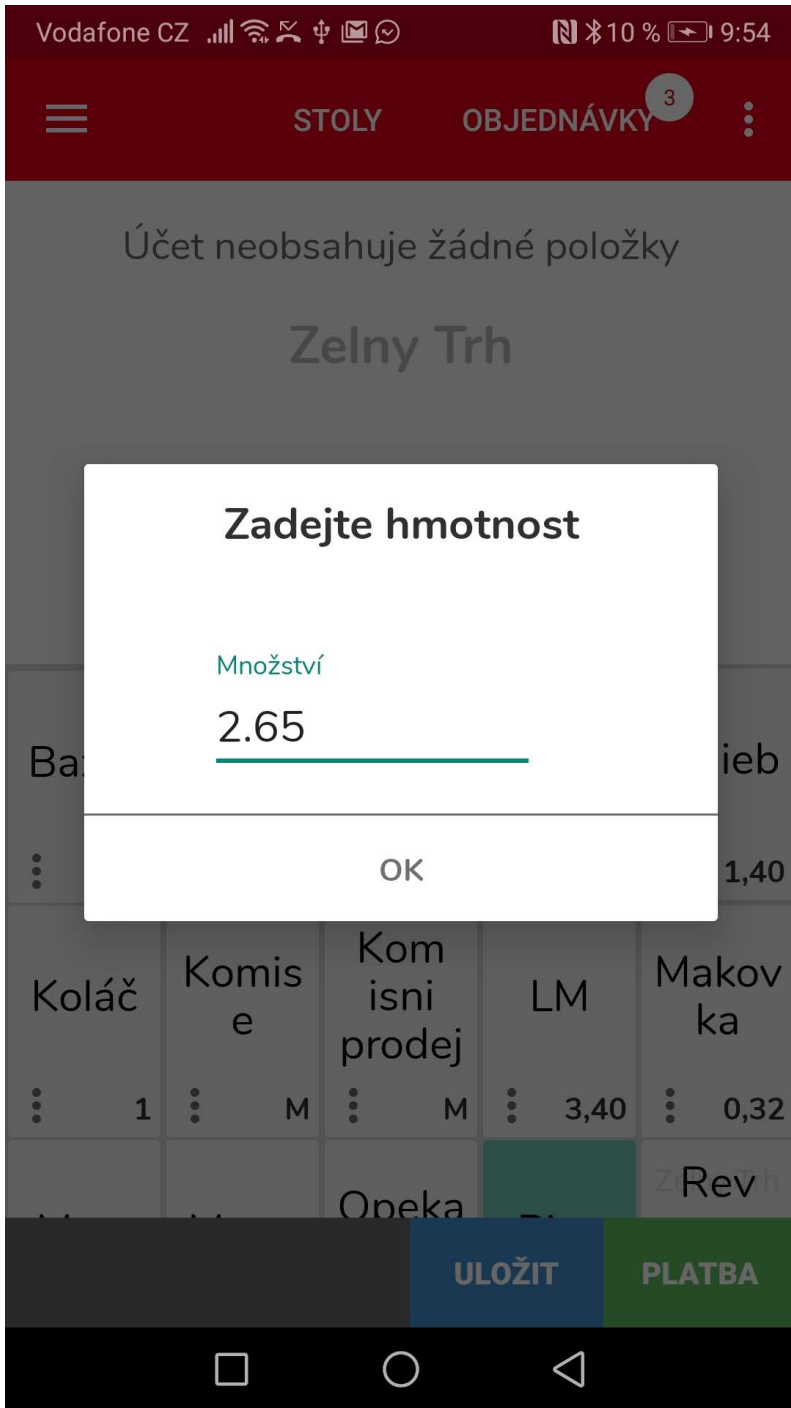 Vodafone CZ 10 % 9:54
STOLY OBJEDNÁVKY 3
Účet neobsahuje žádné položky
Zelny Trh
Zadejte hmotnost
Množství
2.65
Ba
ieb
OK
1,40
Koláč
Komis
e
Kom
isni
prodej
LM
Makov
ka
1 M M 3,40 0,32
Opeka
Rev
ULOŽIT PLATBA